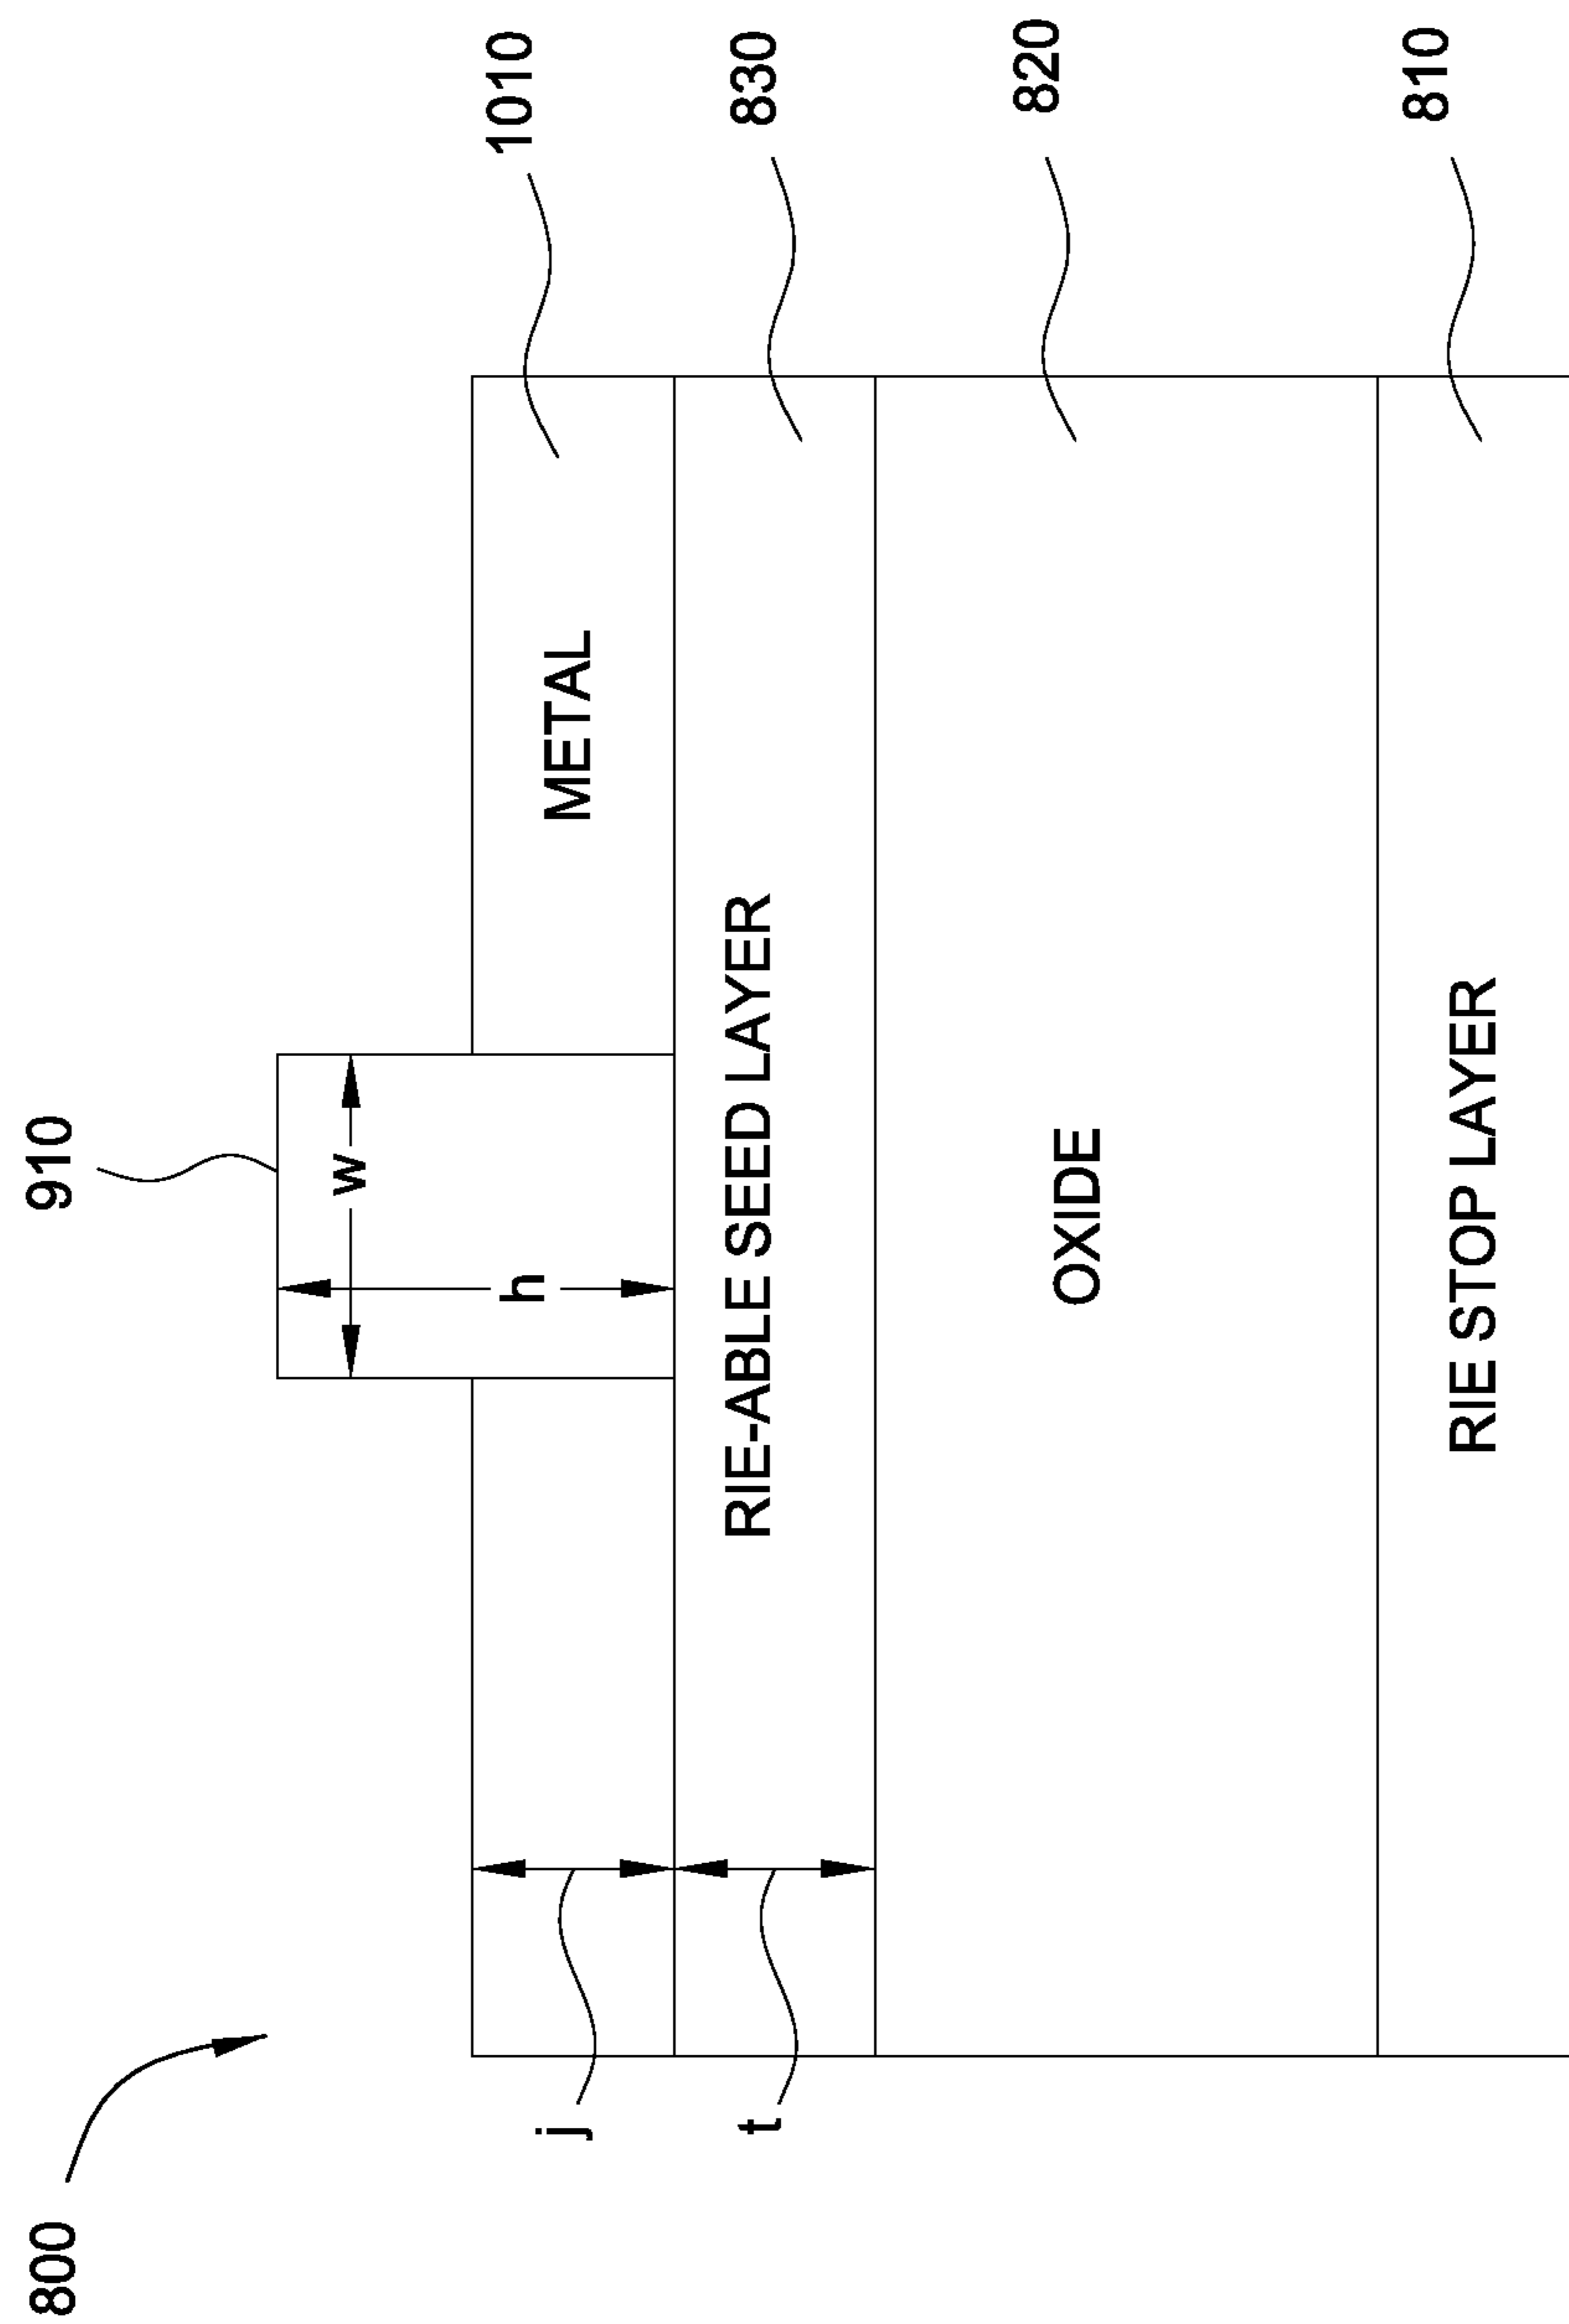 800
910
w
h
METAL
1010
j
RIE-ABLE SEED LAYER
830
t
OXIDE
820
RIE STOP LAYER
810